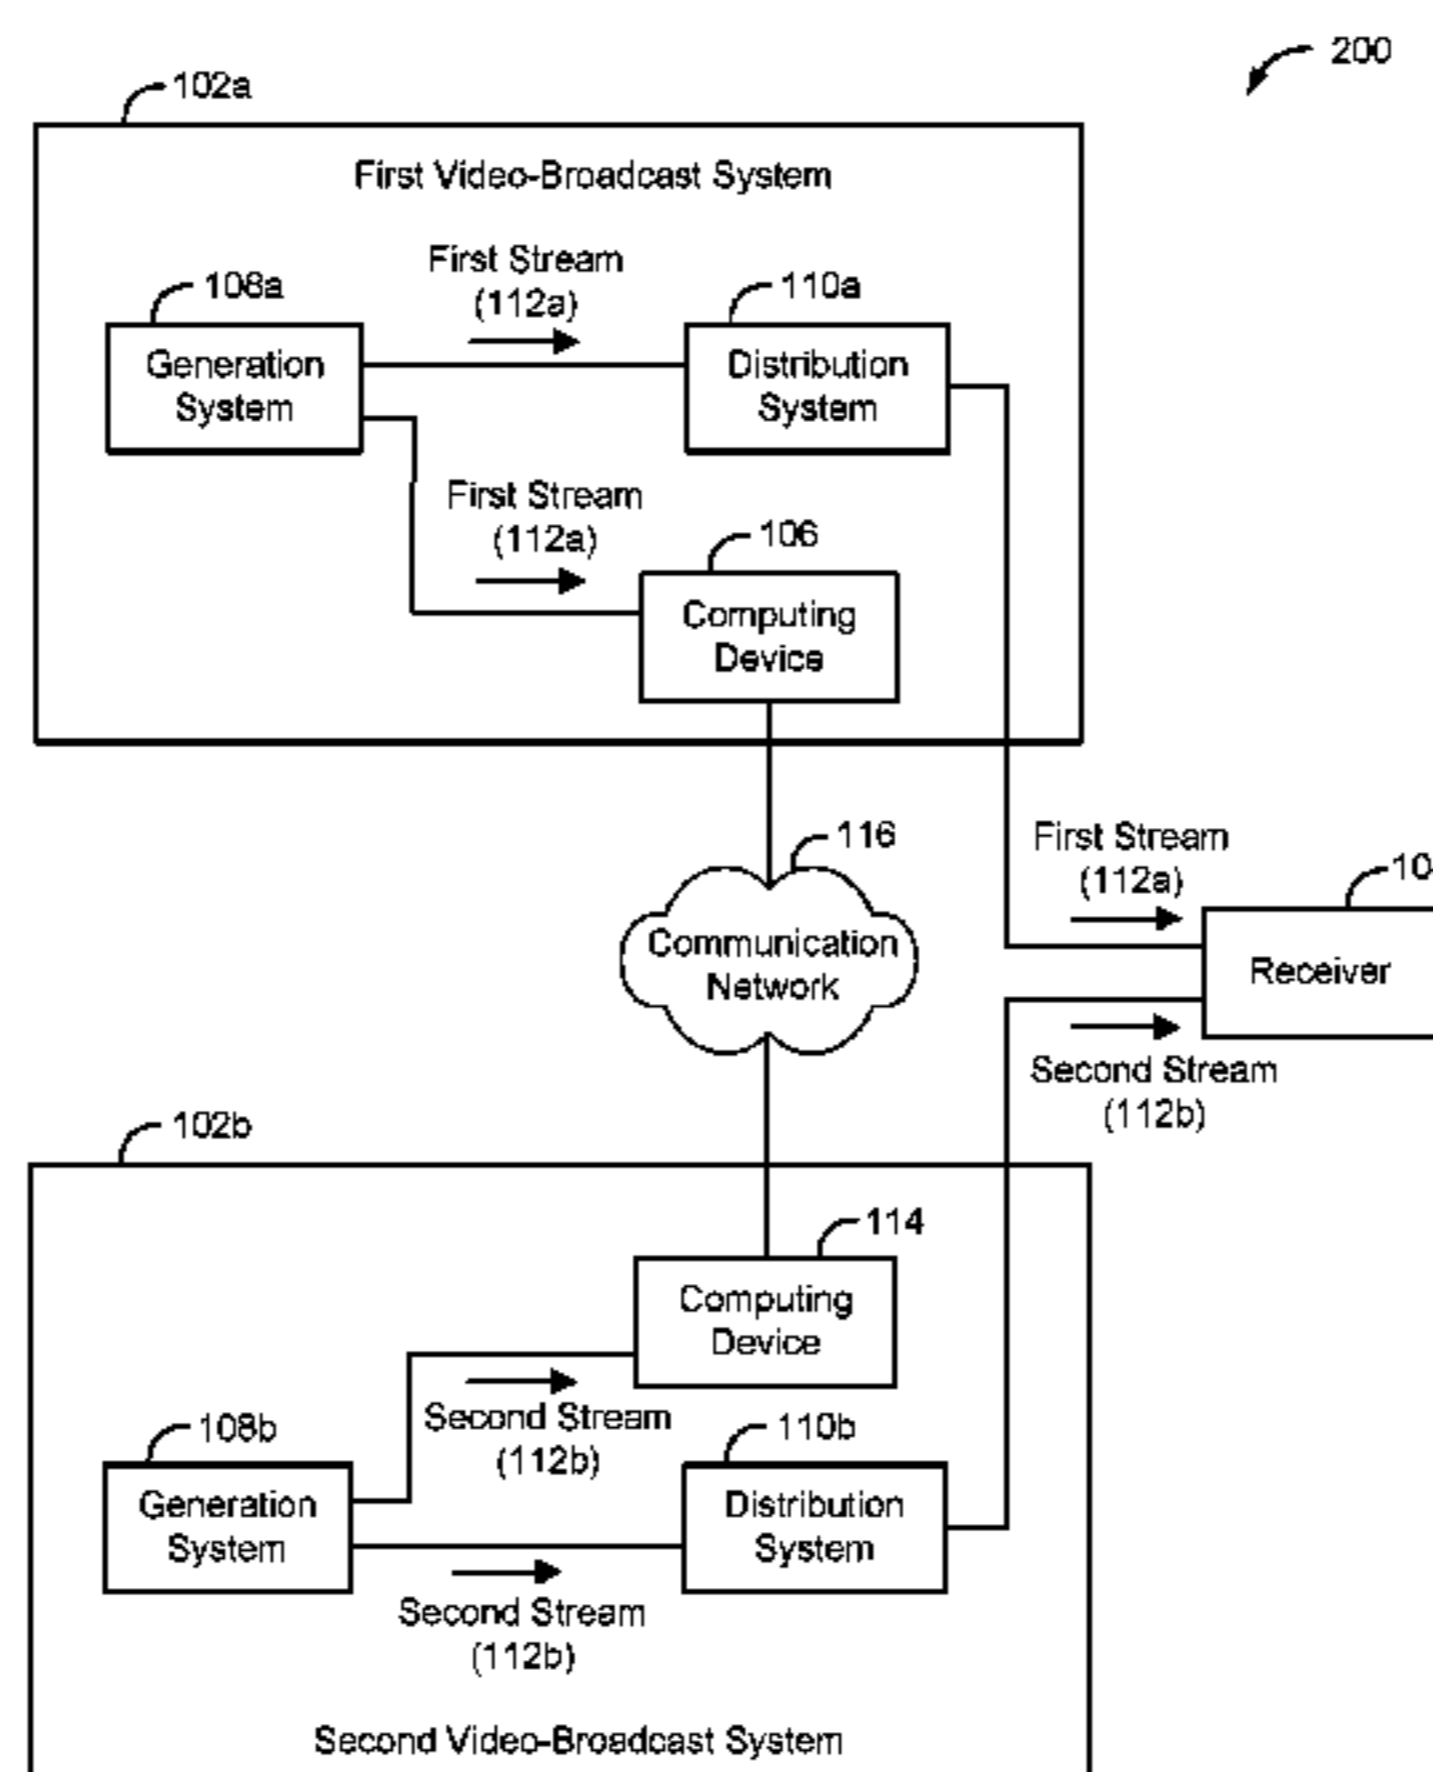 200
102a
First Video-Broadcast System
First Stream
(112a)
108a
110a
Generation
System
Distribution
System
First Stream
(112a)
106
Computing
Device
116
First Stream
(112a)
Communication
Network
Receiver
Second Stream
(112b)
102b
114
Computing
Device
Second Stream
(112b)
108b
110b
Generation
System
Distribution
System
Second Stream
(112b)
Second Video-Broadcast System